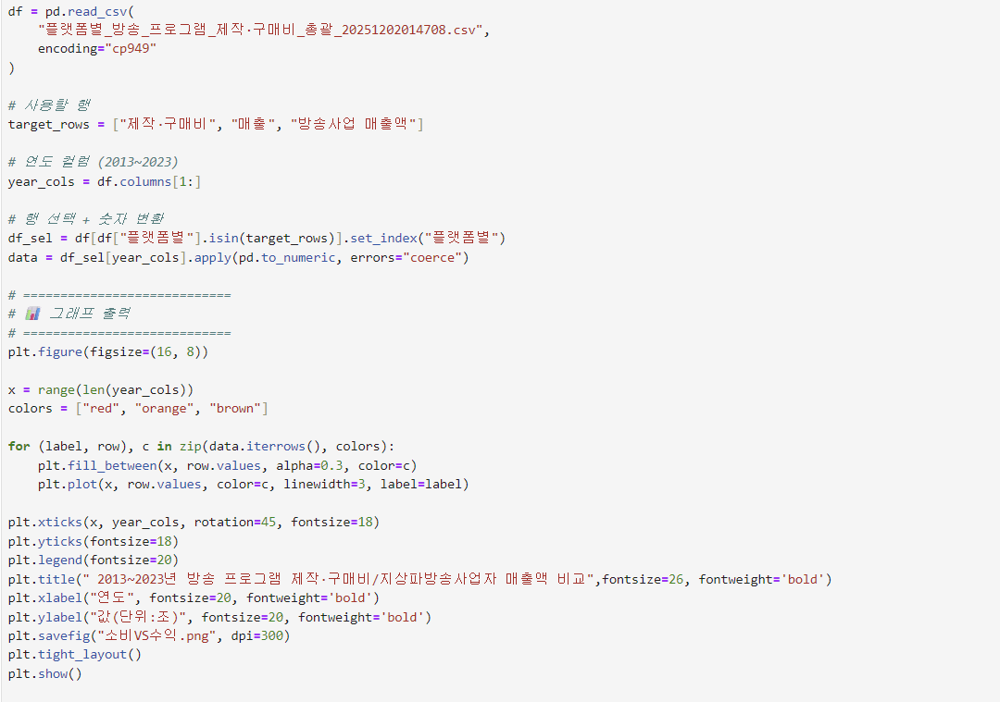 df = pd.read_csv(
    "플랫폼별_방송_프로그램_제작·구매비_총괄_20251202014708.csv",
    encoding="cp949"
)
# 사용할 행
target_rows = ["제작·구매비", "매출", "방송사업 매출액"]
# 연도 컬럼 (2013~2023)
year_cols = df.columns[1:]
# 행 선택 + 숫자 변환
df_sel = df[df["플랫폼별"].isin(target_rows)].set_index("플랫폼별")
data = df_sel[year_cols].apply(pd.to_numeric, errors="coerce")
# ============================
# 📊 그래프 출력
# ============================
plt.figure(figsize=(16, 8))
x = range(len(year_cols))
colors = ["red", "orange", "brown"]
for (label, row), c in zip(data.iterrows(), colors):
    plt.fill_between(x, row.values, alpha=0.3, color=c)
    plt.plot(x, row.values, color=c, linewidth=3, label=label)
plt.xticks(x, year_cols, rotation=45, fontsize=18)
plt.yticks(fontsize=18)
plt.legend(fontsize=20)
plt.title(" 2013~2023년 방송 프로그램 제작·구매비/지상파방송사업자 매출액 비교",fontsize=26, fontweight='bold')
plt.xlabel("연도", fontsize=20, fontweight='bold')
plt.ylabel("값(단위:조)", fontsize=20, fontweight='bold')
plt.savefig("소비VS수익.png", dpi=300)
plt.tight_layout()
plt.show()